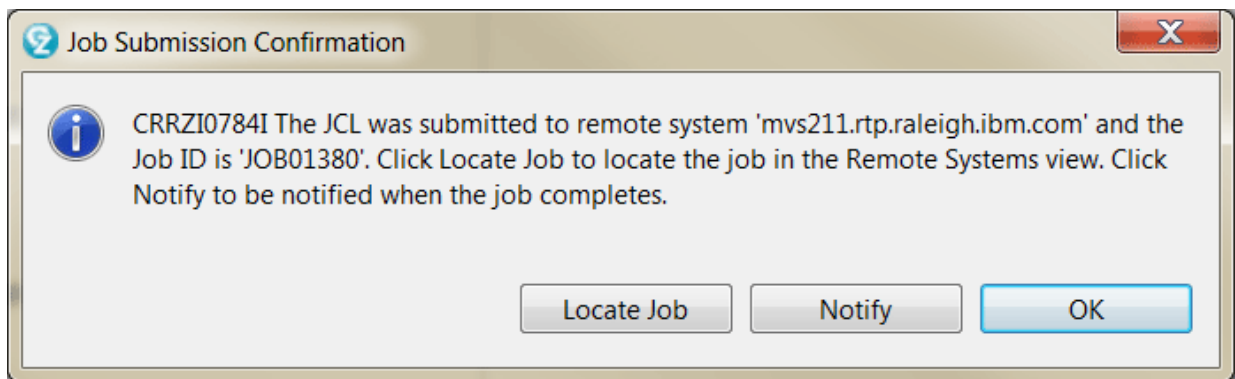 Job Submission Confirmation
CRRZI0784I The JCL was submitted to remote system 'mvs211.rtp.raleigh.ibm.com' and the
Job ID is 'JOB01380'. Click Locate Job to locate the job in the Remote Systems view. Click
Notify to be notified when the job completes.
Locate Job Notify OK